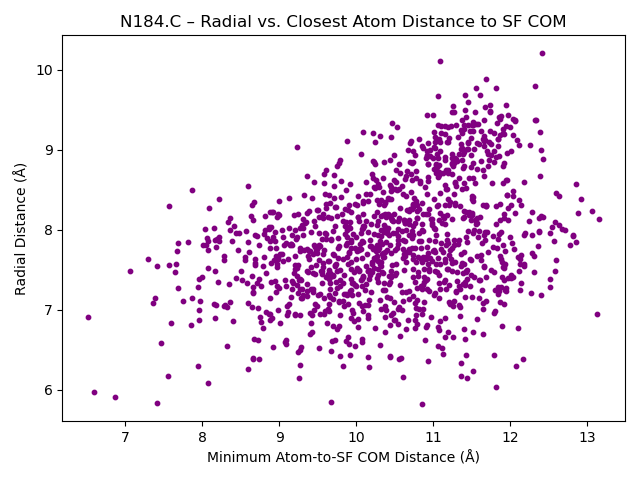 N184.C – Radial vs. Closest Atom Distance to SF COM
10
9
8
7
6
Radial Distance (Å)
7 8 9 10 11 12 13
Minimum Atom-to-SF COM Distance (Å)